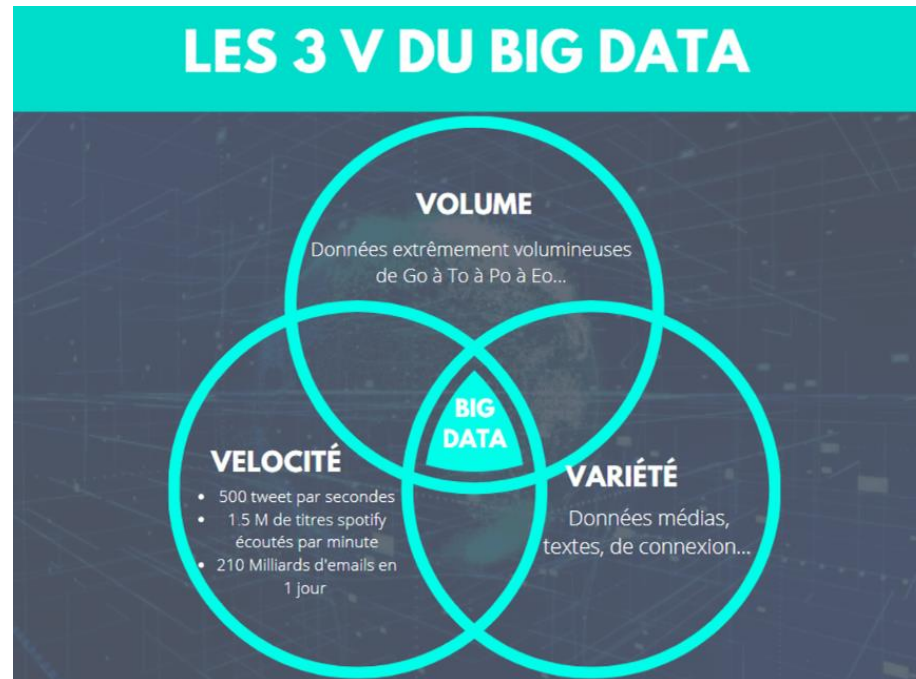 LES 3 V DU BIG DATA
VOLUME
Données extrêmement volumineuses
de Go à To à Po à Eo...
BIG
DATA
VELOCITÉ
• 500 tweet par secondes
• 1.5 M de titres spotify
écoutés par minute
• 210 Milliards d'emails en
1 jour
VARIÉTÉ
Données médias,
textes, de connexion...